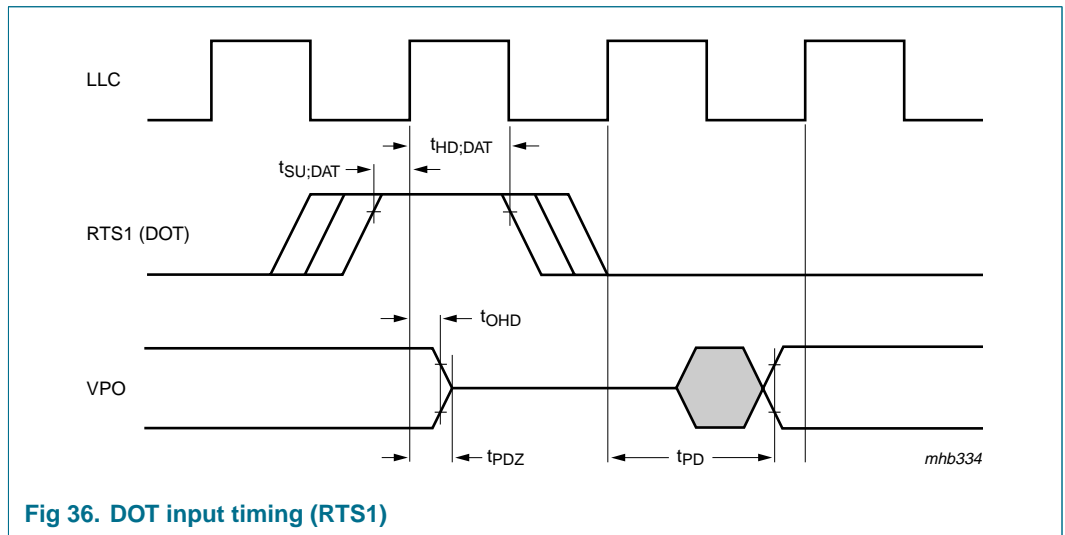 LLC
tHD;DAT
tSU;DAT
RTS1 (DOT)
tOHD
VPO
tPDZ
tPD
mhb334
Fig 36. DOT input timing (RTS1)